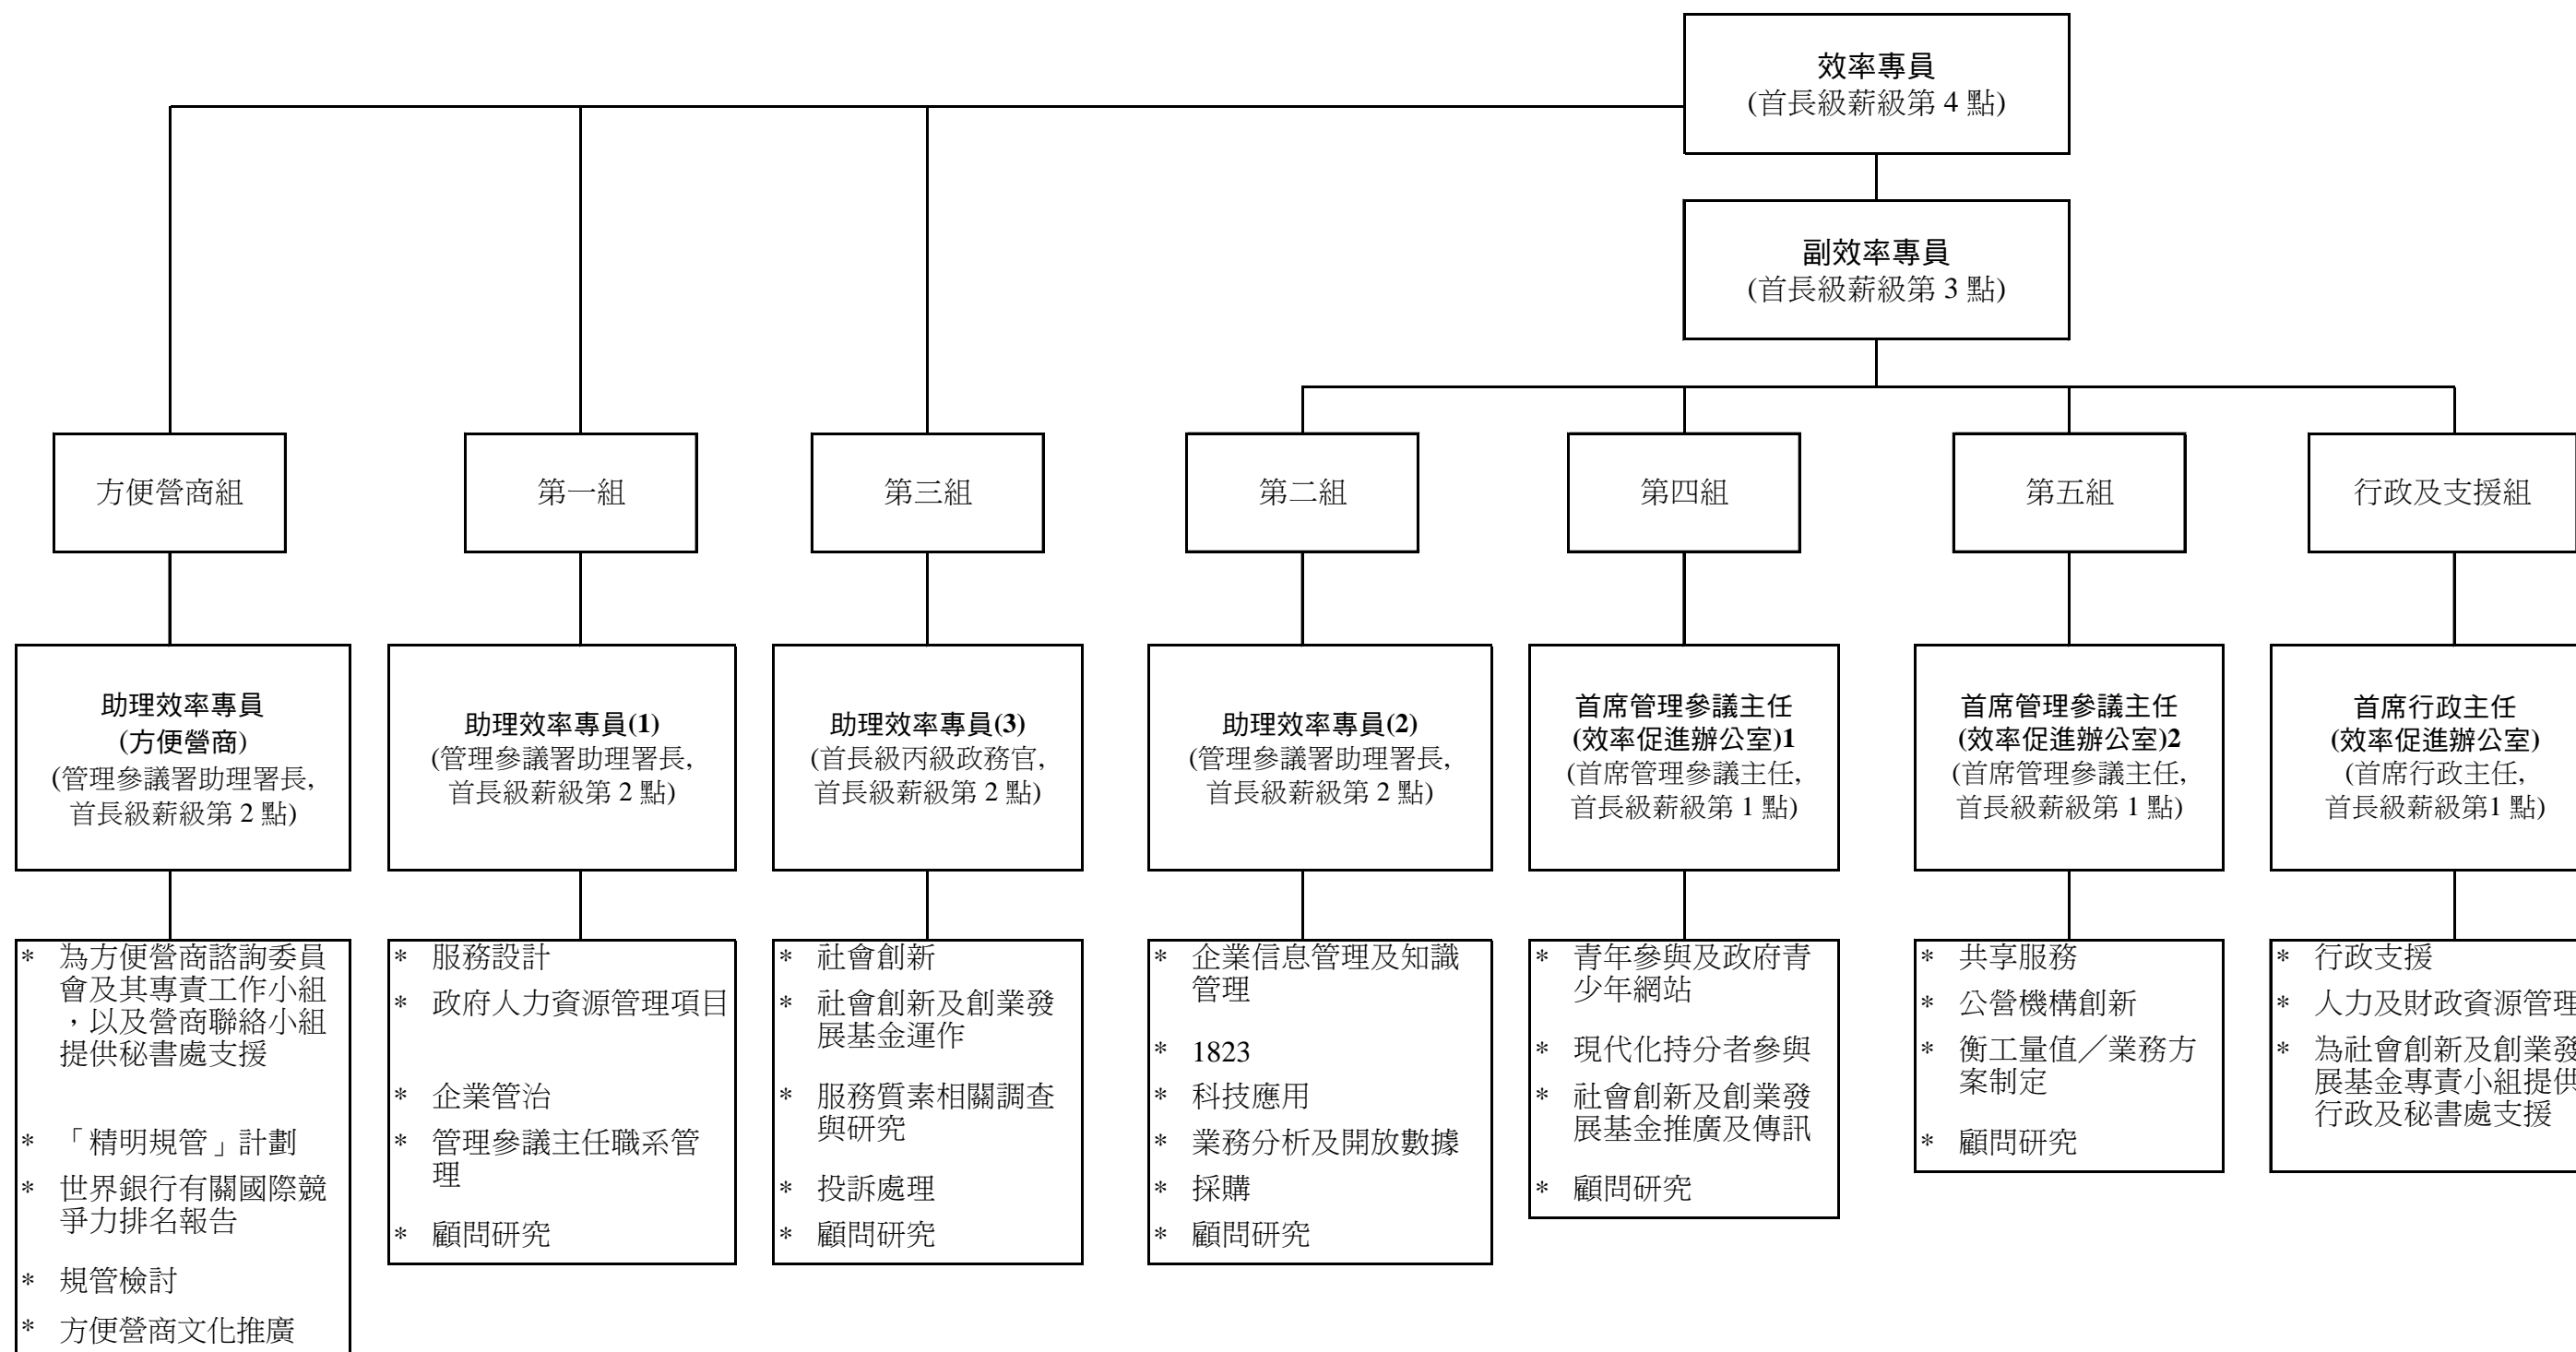 效率專員
(首長級薪級第 4 點)
副效率專員
(首長級薪級第 3 點)
方便營商組
第一組
第三組
第二組
第四組
第五組
行政及支援組
助理效率專員
(方便營商)
(管理參議署助理署長,
首長級薪級第 2 點)
助理效率專員(1)
(管理參議署助理署長,
首長級薪級第 2 點)
助理效率專員(3)
(首長級丙級政務官,
首長級薪級第 2 點)
助理效率專員(2)
(管理參議署助理署長,
首長級薪級第 2 點)
首席管理參議主任
(效率促進辦公室)1
(首席管理參議主任,
首長級薪級第 1 點)
首席管理參議主任
(效率促進辦公室)2
(首席管理參議主任,
首長級薪級第 1 點)
首席行政主任
(效率促進辦公室)
(首席行政主任,
首長級薪級第1 點)
* 為方便營商諮詢委員
會及其專責工作小組
，以及營商聯絡小組
提供秘書處支援
* 「精明規管」計劃
* 世界銀行有關國際競
爭力排名報告
* 規管檢討
* 方便營商文化推廣
* 服務設計
* 政府人力資源管理項目
* 企業管治
* 管理參議主任職系管
理
* 顧問研究
* 社會創新
* 社會創新及創業發
展基金運作
* 服務質素相關調查
與研究
* 投訴處理
* 顧問研究
* 企業信息管理及知識
管理
* 1823
* 科技應用
* 業務分析及開放數據
* 採購
* 顧問研究
* 青年參與及政府青
少年網站
* 現代化持分者參與
* 社會創新及創業發
展基金推廣及傳訊
* 顧問研究
* 共享服務
* 公營機構創新
* 衡工量值／業務方
案制定
* 顧問研究
* 行政支援
* 人力及財政資源管理
* 為社會創新及創業發
展基金專責小組提供
行政及秘書處支援